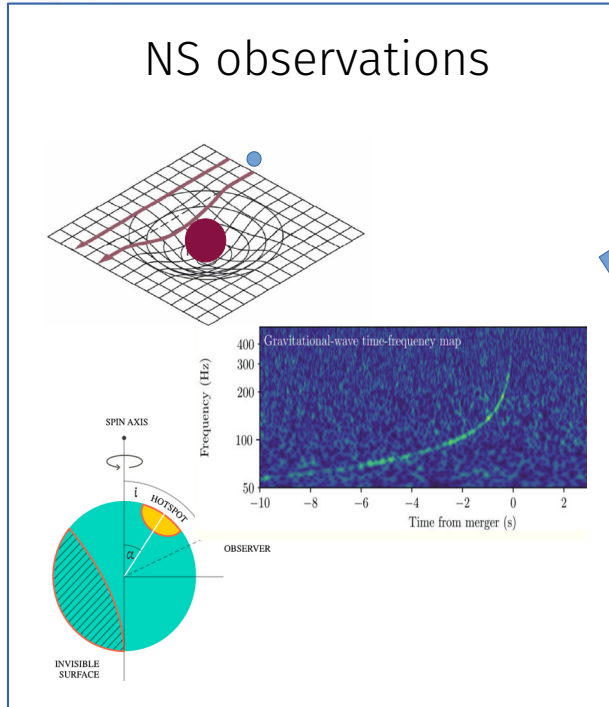 NS observations
Gravitational-wave time-frequency map
Frequency (Hz)
400
300
200
100
50
−10 −8 −6 −4 −2 0 2
Time from merger (s)
SPIN AXIS
i
HOTSPOT
α
OBSERVER
INVISIBLE
SURFACE